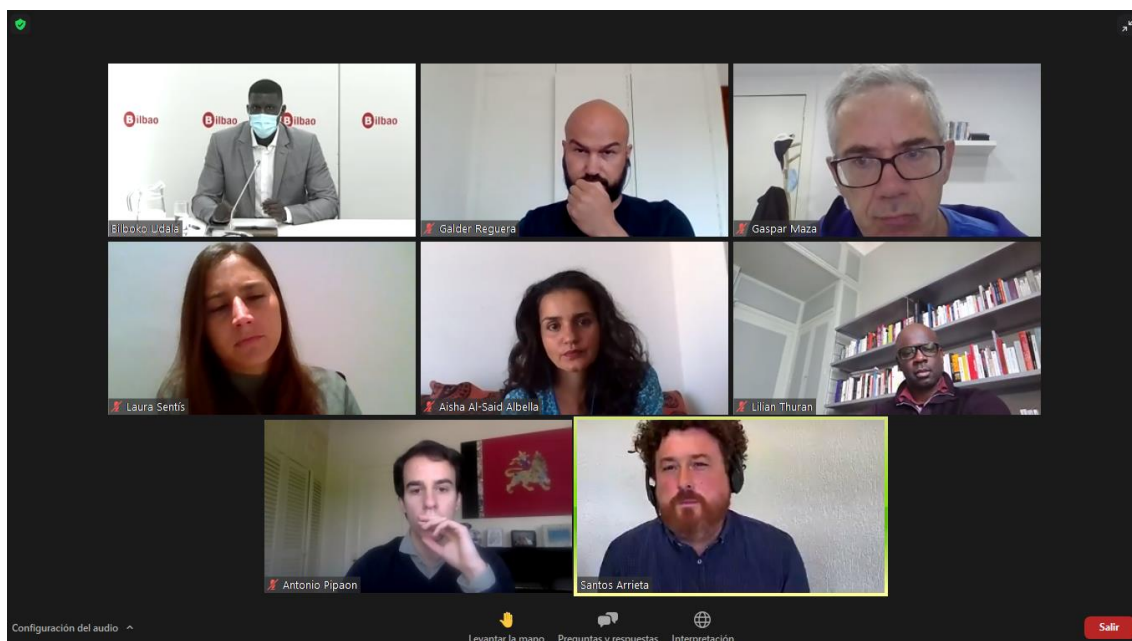 Bilbao Bilbao Bilbao Bilbao
Bilboko Udala
Galder Reguera
Gaspar Maza
Laura Sentís
Aisha Al-Said Albella
Lilian Thuran
Antonio Pipaon
Santos Arrieta
Configuración del audio
Levantar la mano Preguntas y respuestas Interpretación
Salir